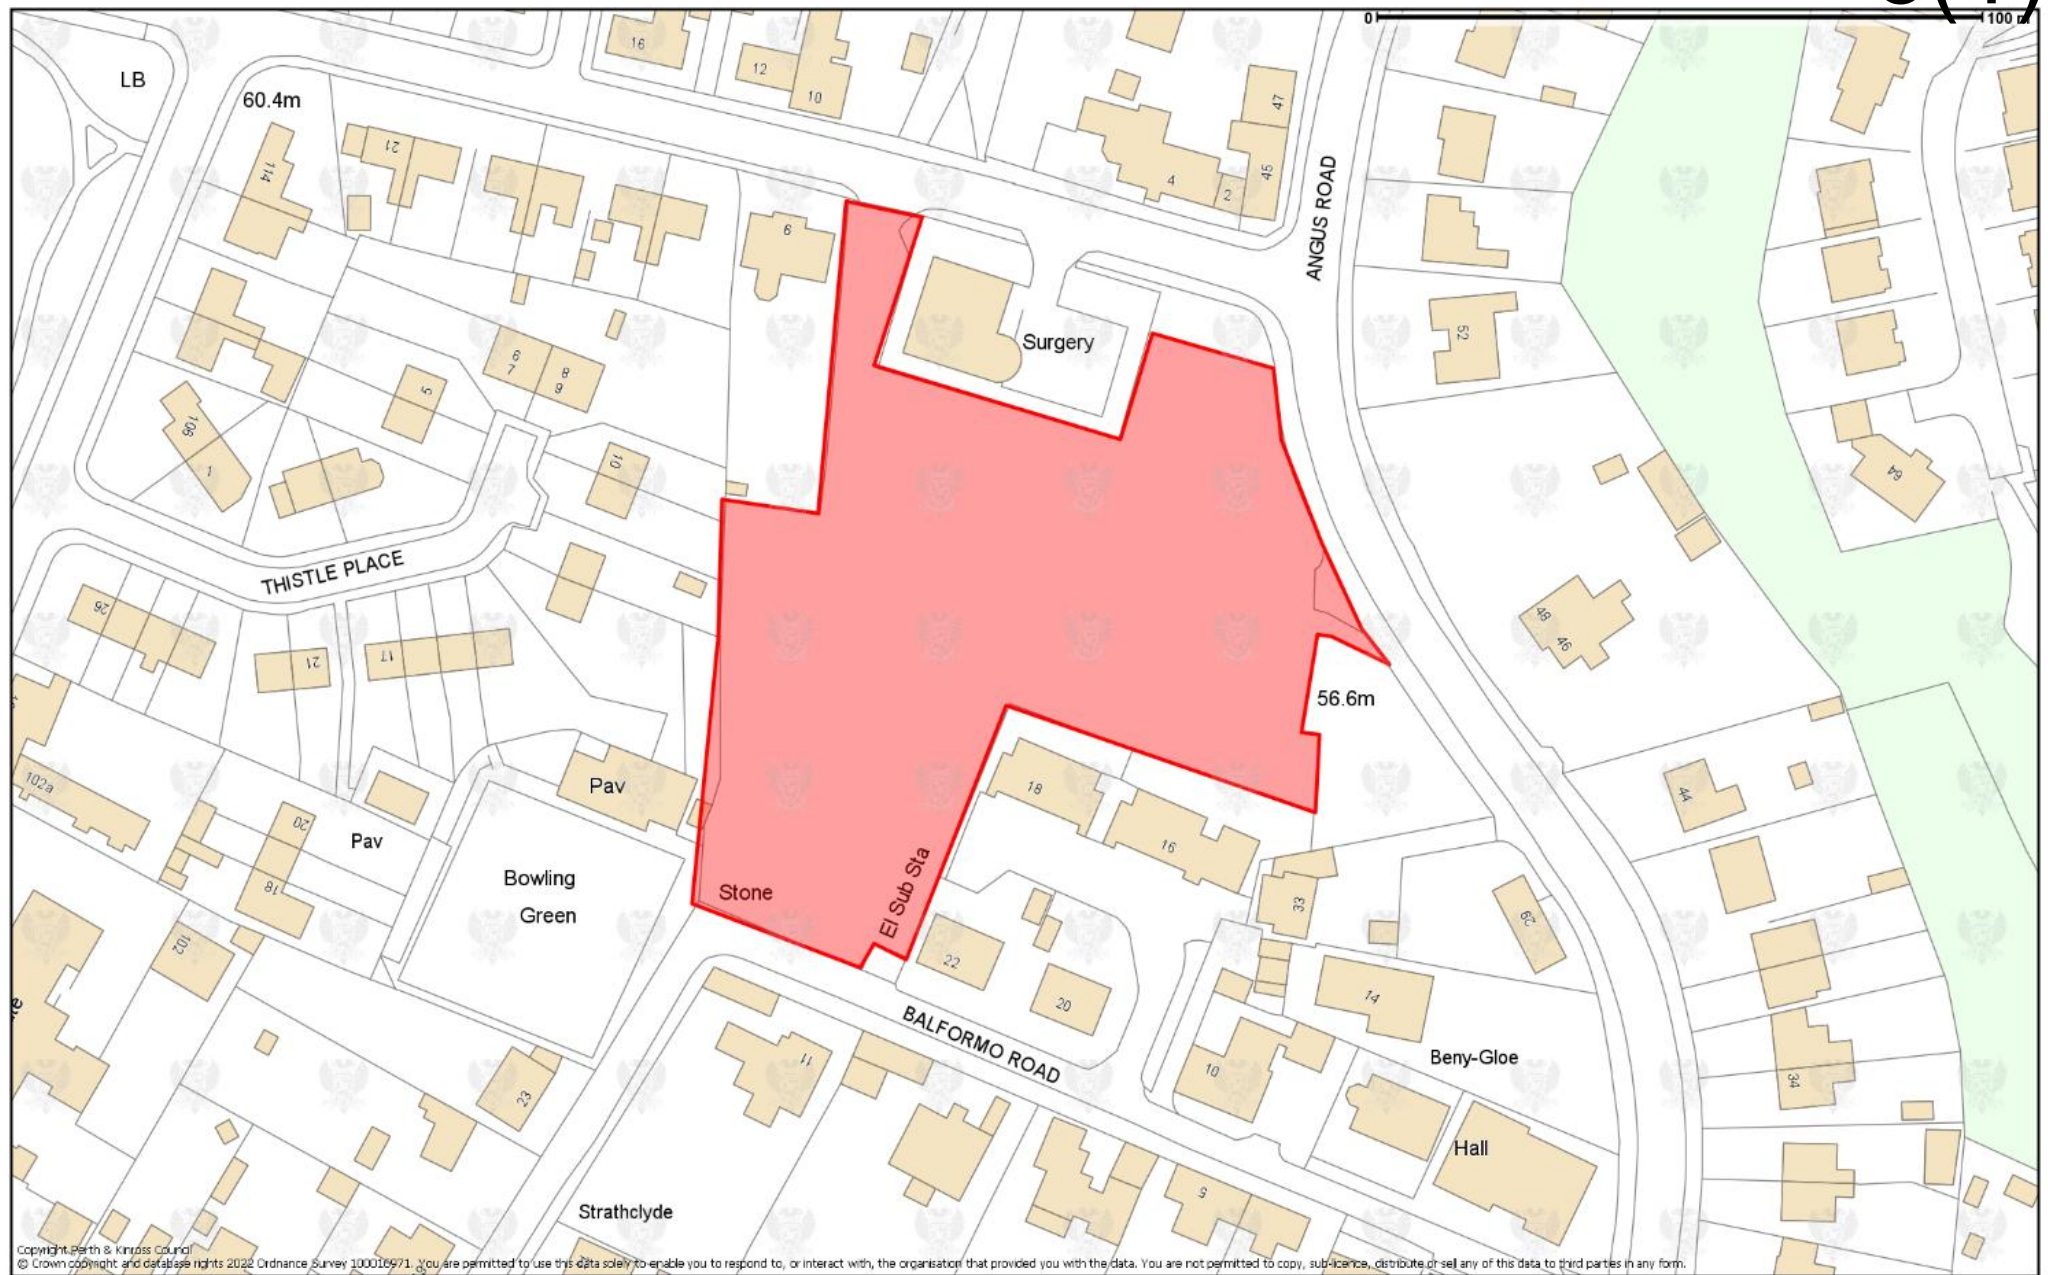 0
100 m
LB
60.4m
16
12
10
47
45
4
2
ANGUS ROAD
114
21
9
52
Surgery
6
7
8
9
5
106
1
10
64
THISTLE PLACE
26
21
17
48
46
56.6m
102a
Pav
18
16
44
20
Pav
18
Bowling
Green
Stone
El Sub Sta
33
29
102
22
20
14
BALFORMO ROAD
11
10
Beny-Gloe
34
23
Hall
5
Strathclyde
Copyright Perth & Kinross Council
© Crown copyright and database rights 2022 Ordnance Survey 100016971. You are permitted to use this data solely to enable you to respond to, or interact with, the organisation that provided you with the data. You are not permitted to copy, sub-licence, distribute or sell any of this data to third parties in any form.